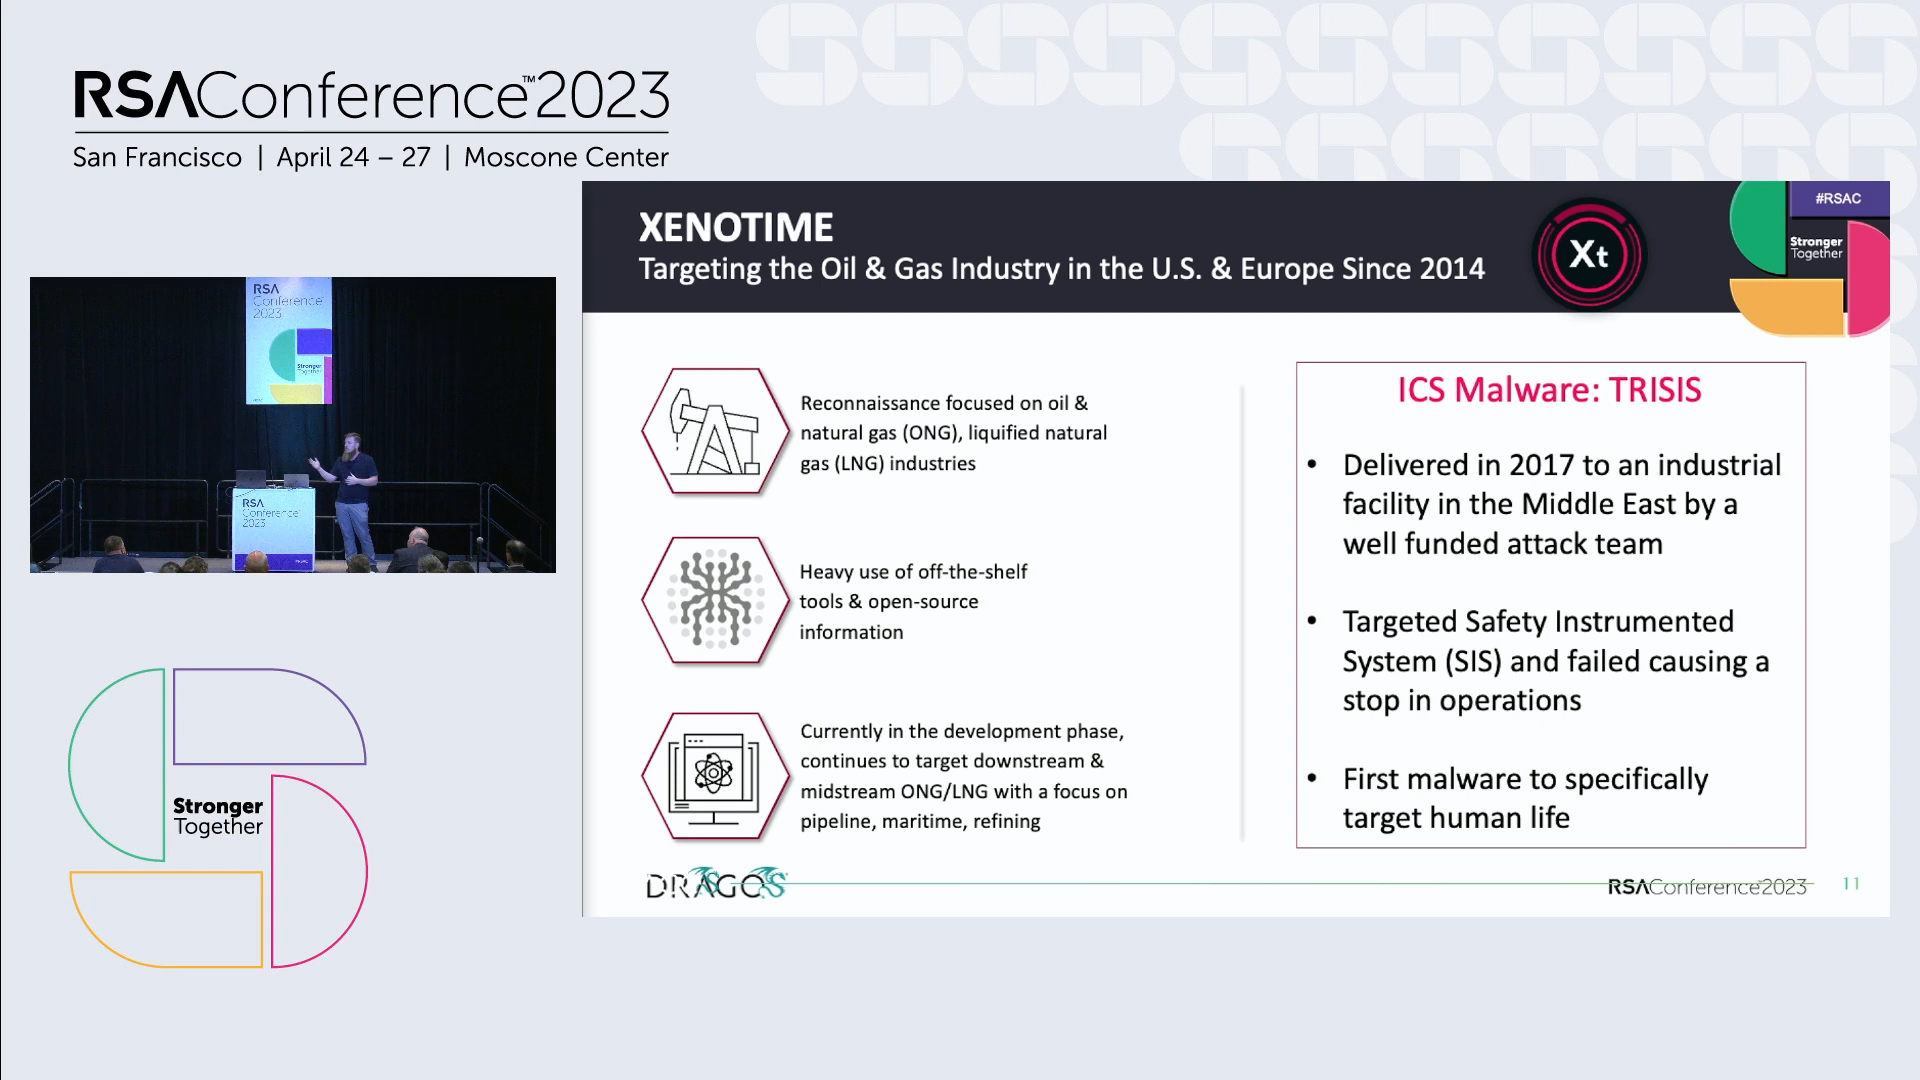 RSAConference™2023
San Francisco | April 24 – 27 | Moscone Center
RSA
Conference
2023
Stronger
Together
RSA
Conference
2023
Stronger
Together
XENOTIME
Targeting the Oil & Gas Industry in the U.S. & Europe Since 2014
Xt
#RSAC
Stronger
Together
Reconnaissance focused on oil &
natural gas (ONG), liquified natural
gas (LNG) industries
Heavy use of off-the-shelf
tools & open-source
information
Currently in the development phase,
continues to target downstream &
midstream ONG/LNG with a focus on
pipeline, maritime, refining
ICS Malware: TRISIS
• Delivered in 2017 to an industrial
facility in the Middle East by a
well funded attack team
• Targeted Safety Instrumented
System (SIS) and failed causing a
stop in operations
• First malware to specifically
target human life
DRAGOS
RSAConference2023
11